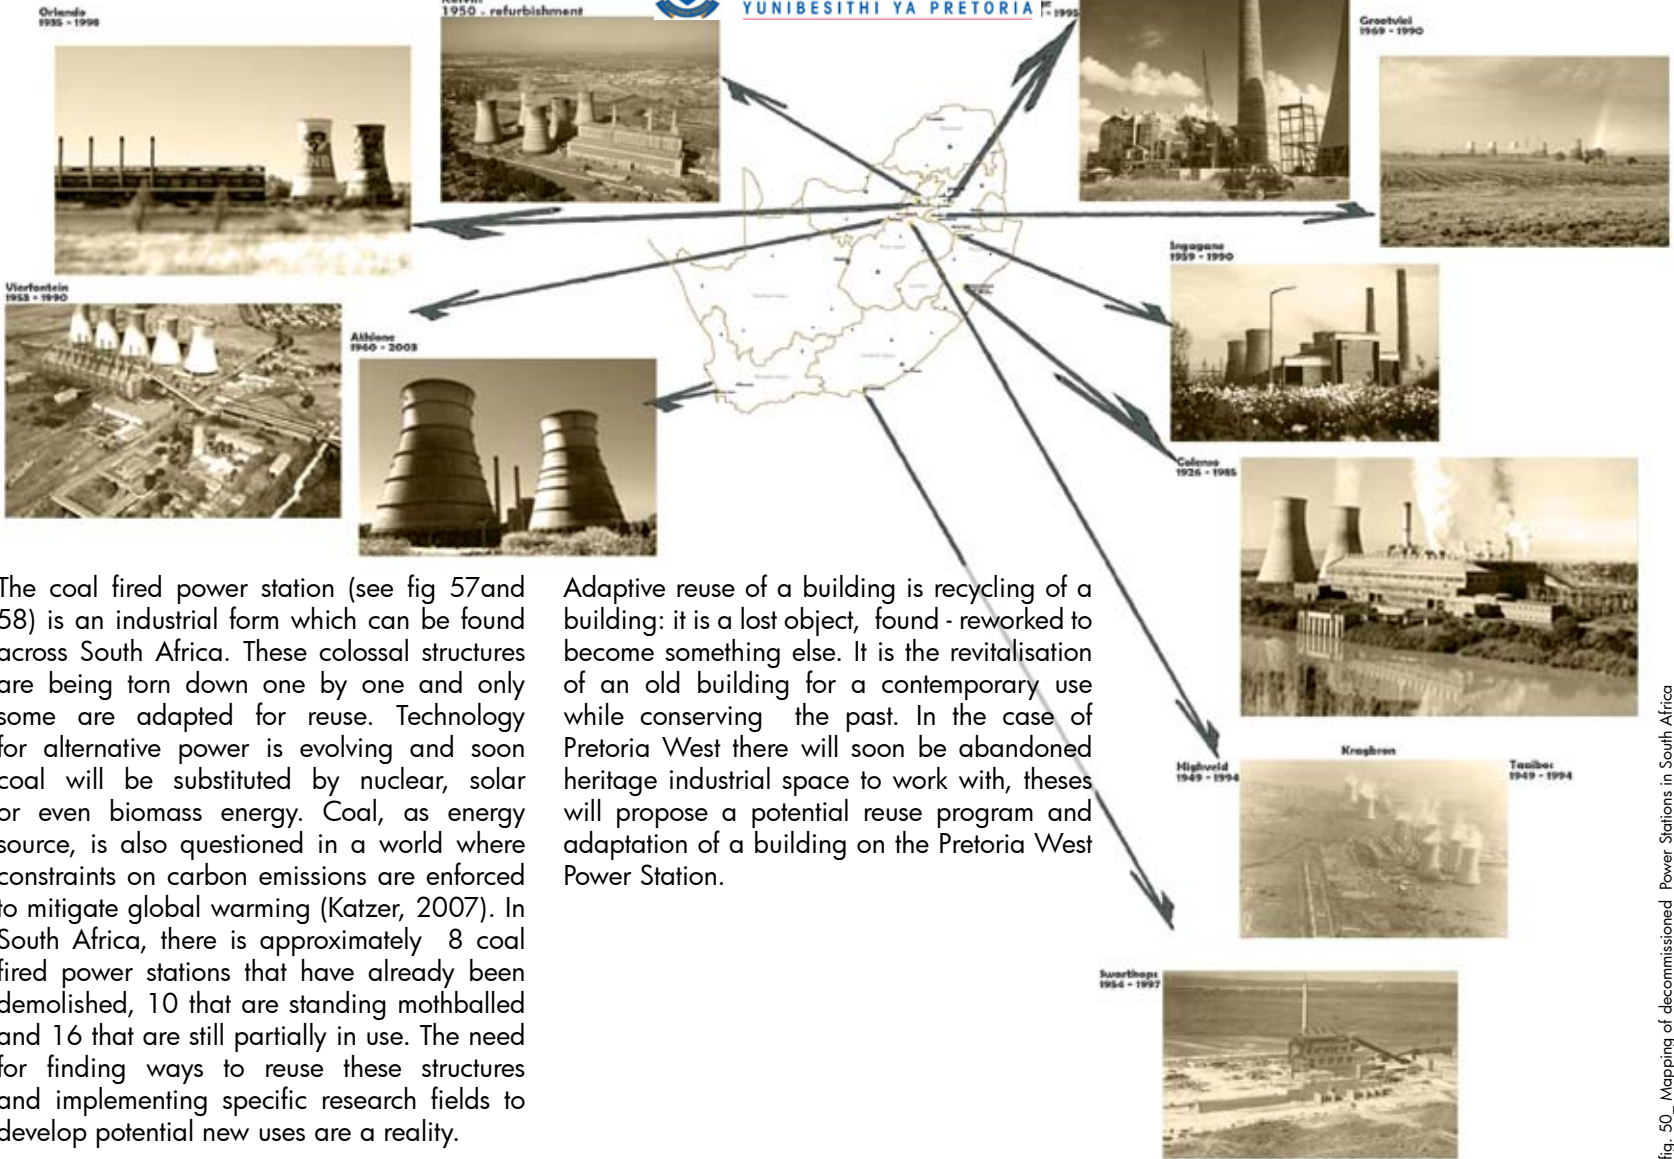 Orlando
1935 - 1998
1950 - refurbishment
YUNIBESITHI YA PRETORIA
- 1995
Grootvlei
1969 - 1990
Vierfontein
1953 - 1990
Athlone
1960 - 2003
Ingagane
1959 - 1990
Colenso
1926 - 1985
The coal fired power station (see fig 57and
58) is an industrial form which can be found
across South Africa. These colossal structures
are being torn down one by one and only
some are adapted for reuse. Technology
for alternative power is evolving and soon
coal will be substituted by nuclear, solar
or even biomass energy. Coal, as energy
source, is also questioned in a world where
constraints on carbon emissions are enforced
to mitigate global warming (Katzer, 2007). In
South Africa, there is approximately 8 coal
fired power stations that have already been
demolished, 10 that are standing mothballed
and 16 that are still partially in use. The need
for finding ways to reuse these structures
and implementing specific research fields to
develop potential new uses are a reality.
Adaptive reuse of a building is recycling of a
building: it is a lost object, found - reworked to
become something else. It is the revitalisation
of an old building for a contemporary use
while conserving the past. In the case of
Pretoria West there will soon be abandoned
heritage industrial space to work with, theses
will propose a potential reuse program and
adaptation of a building on the Pretoria West
Power Station.
Kragbron
Highveld
1949 - 1994
Taaibos
1949 - 1994
Swartkops
1954 - 1997
fig. 50_ Mapping of decommissioned Power Stations in South Africa